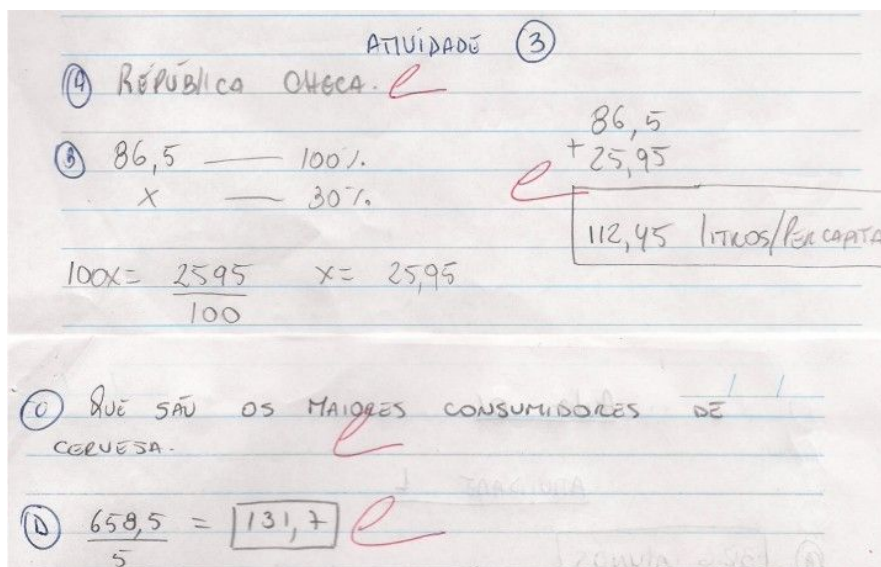 ATIVIDADE 3
A REPÚBLICA CHECA.
B 86,5 — 100%.
x — 30%.
100x = 2595 x = 25,95
100
86,5
+ 25,95
112,45 LITROS/PER CAPITA
C QUE SÃO OS MAIORES CONSUMIDORES DE
CERVESA.
D 658,5 = 131,7
5